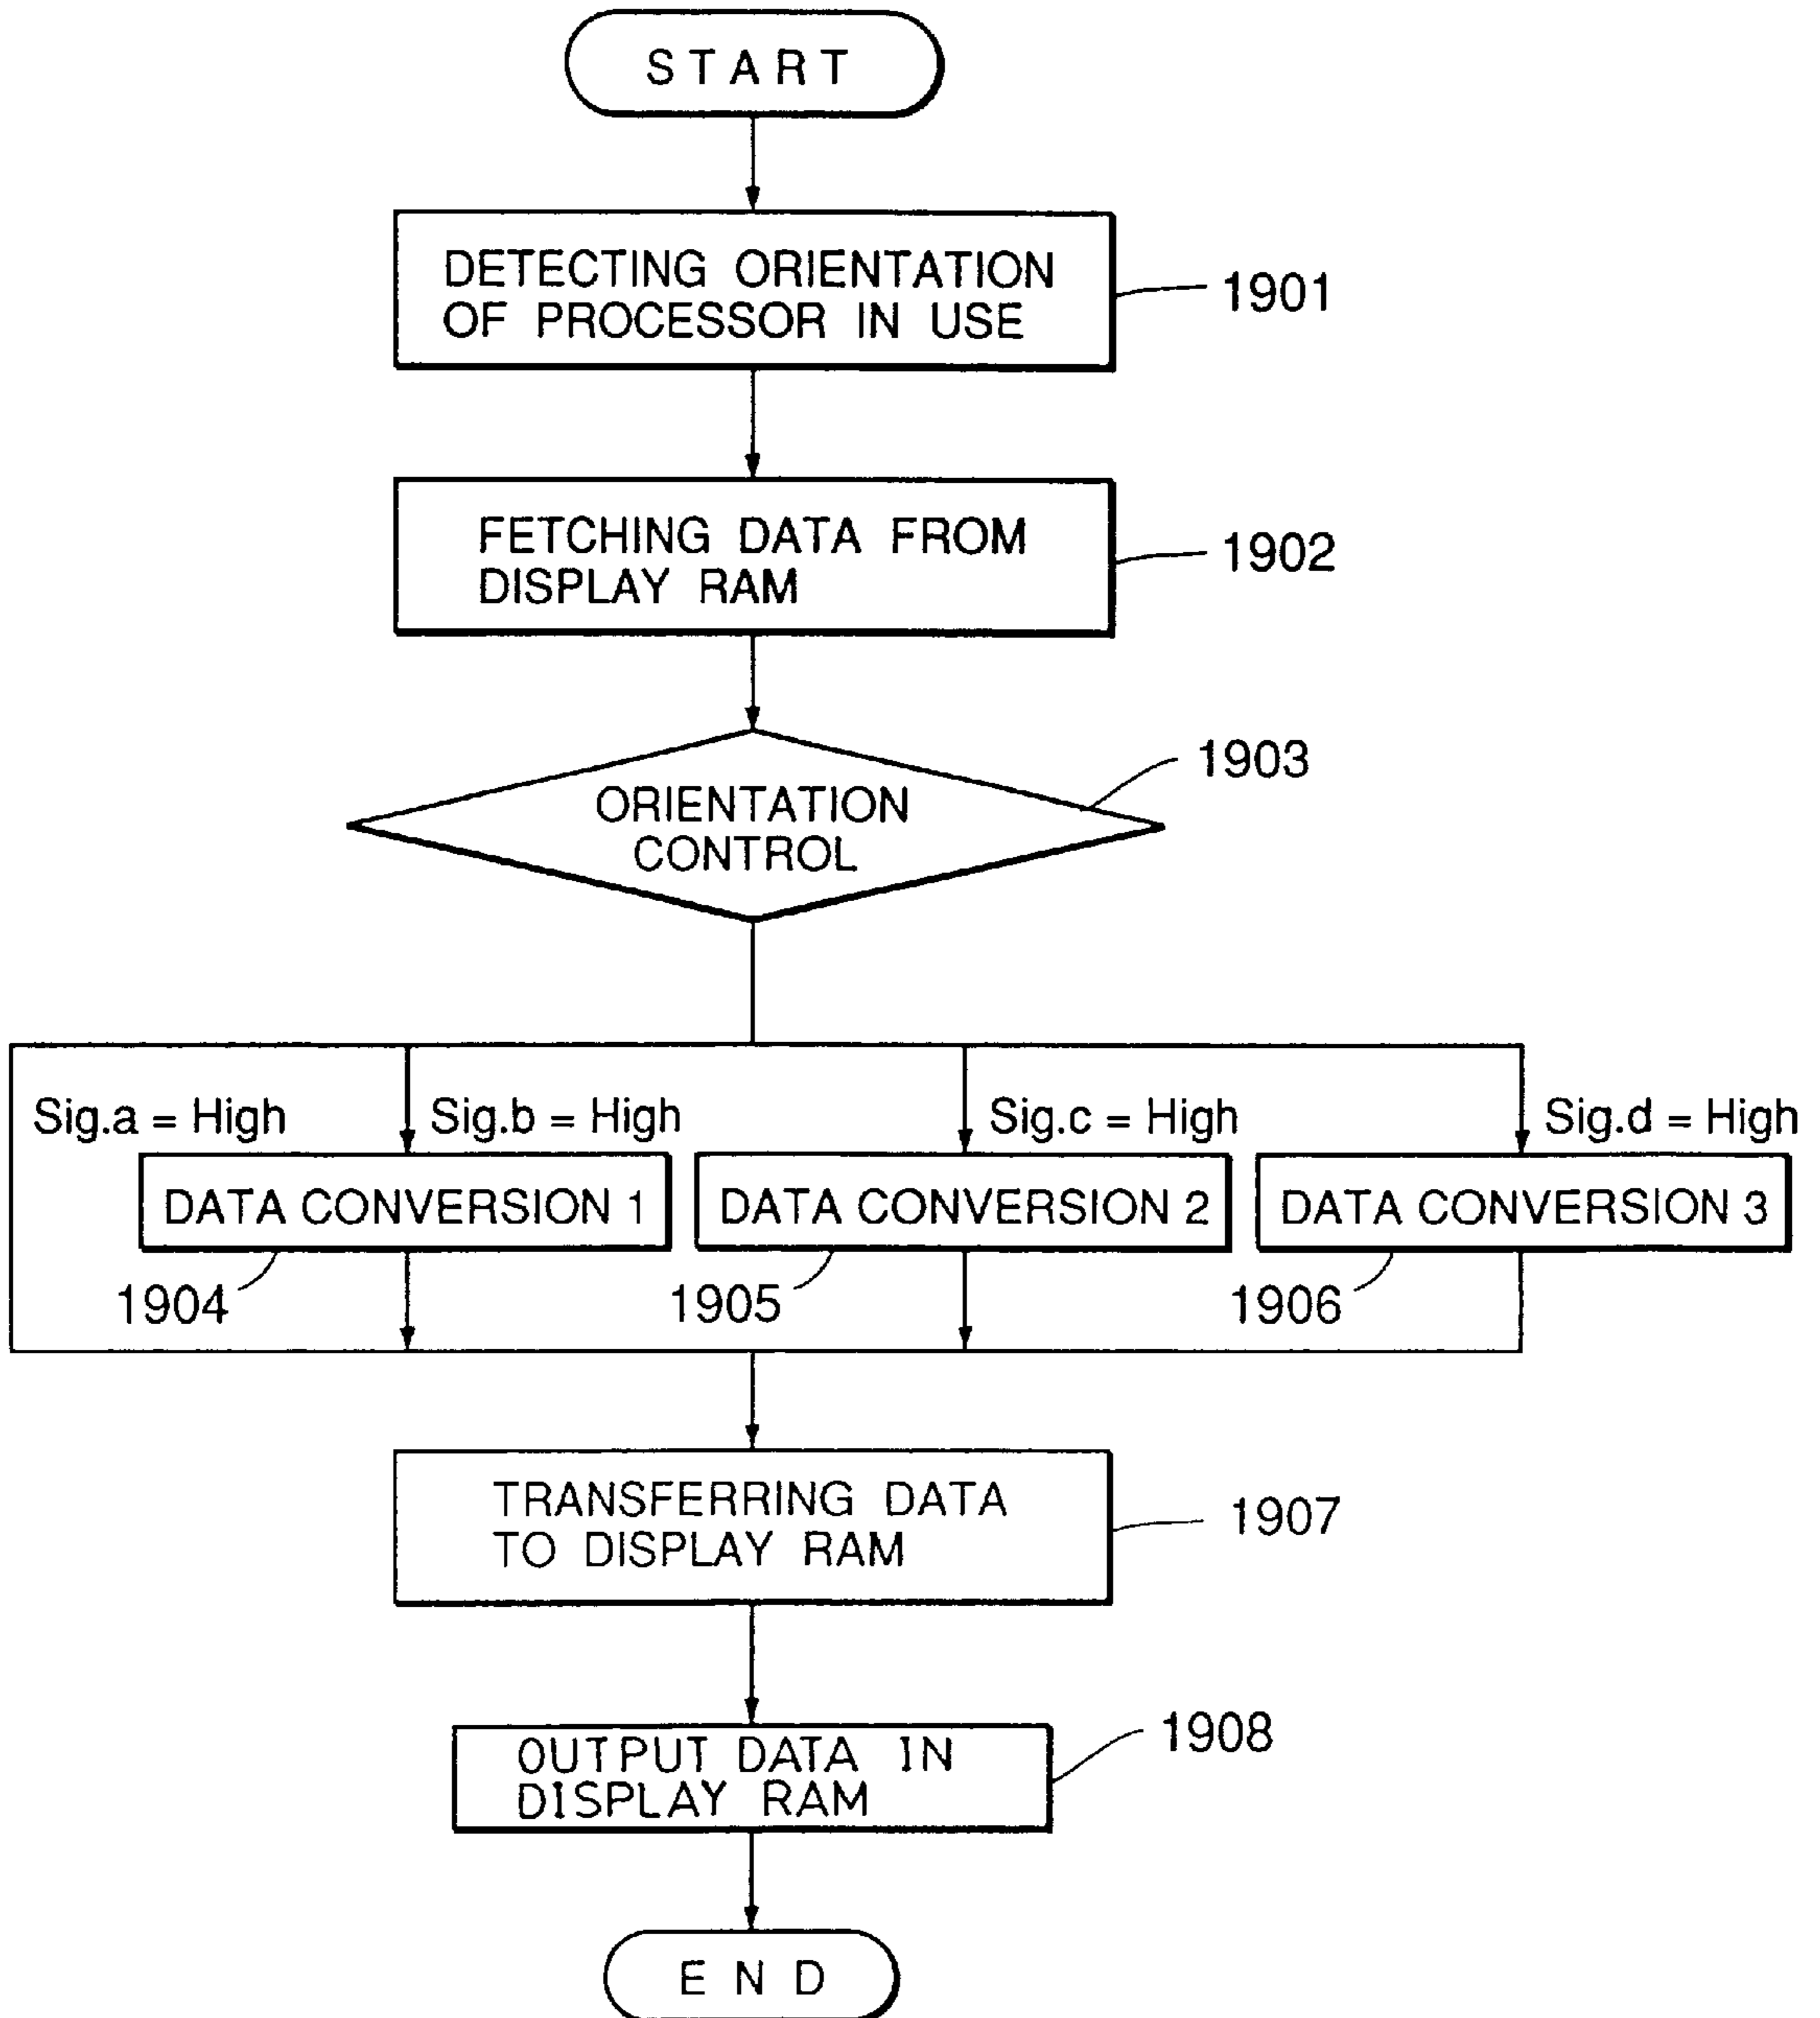 START
DETECTING ORIENTATION
OF PROCESSOR IN USE
1901
FETCHING DATA FROM
DISPLAY RAM
1902
1903
ORIENTATION
CONTROL
Sig.a = High
Sig.b = High
Sig.c = High
Sig.d = High
DATA CONVERSION 1
DATA CONVERSION 2
DATA CONVERSION 3
1904
1905
1906
TRANSFERRING DATA
TO DISPLAY RAM
1907
OUTPUT DATA IN
DISPLAY RAM
1908
END